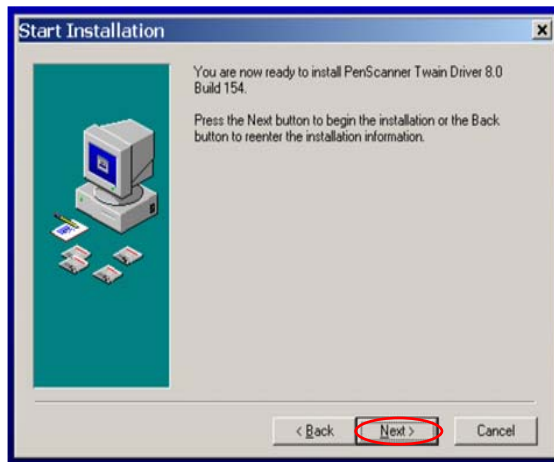 Start Installation
You are now ready to install PenScanner Twain Driver 8.0
Build 154.
Press the Next button to begin the installation or the Back
button to reenter the installation information.
< Back
Next >
Cancel